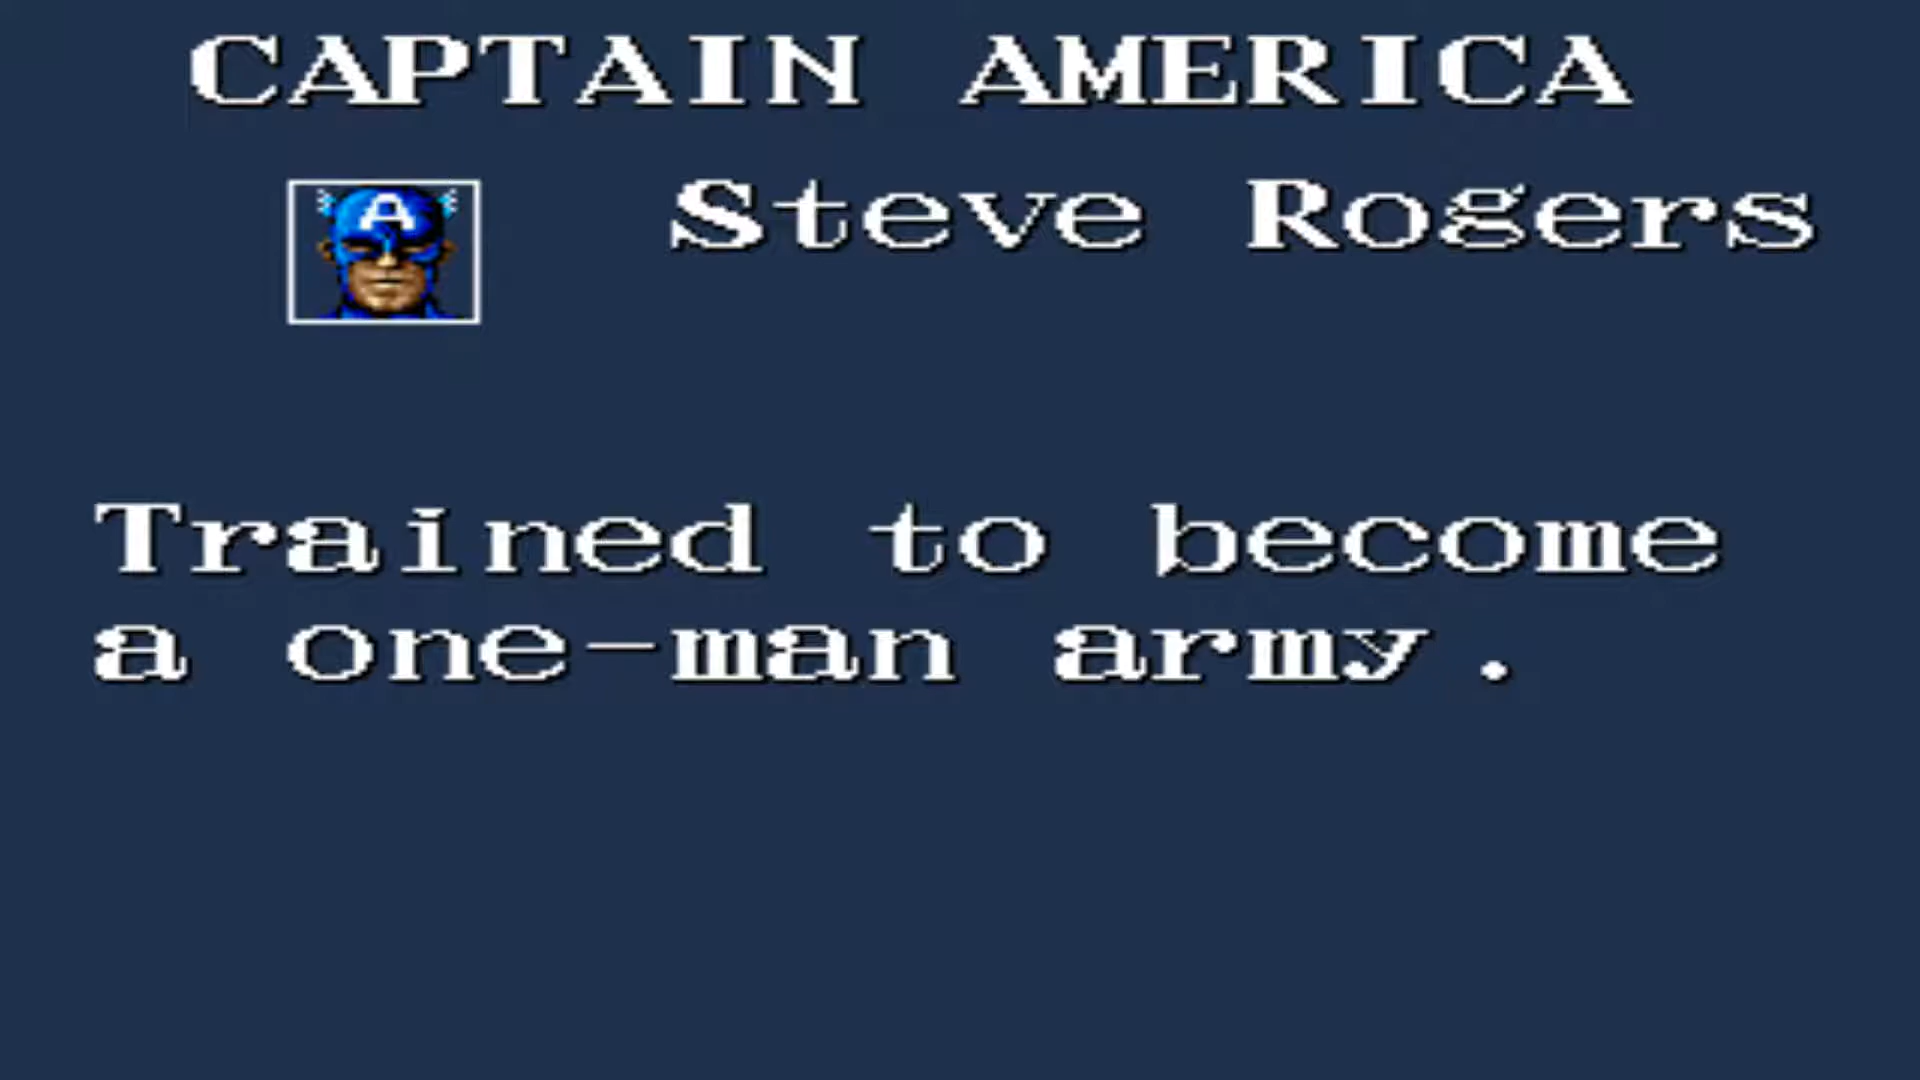 CAPTAIN AMERICA
A
Steve Rogers
Trained to become
a one-man army.